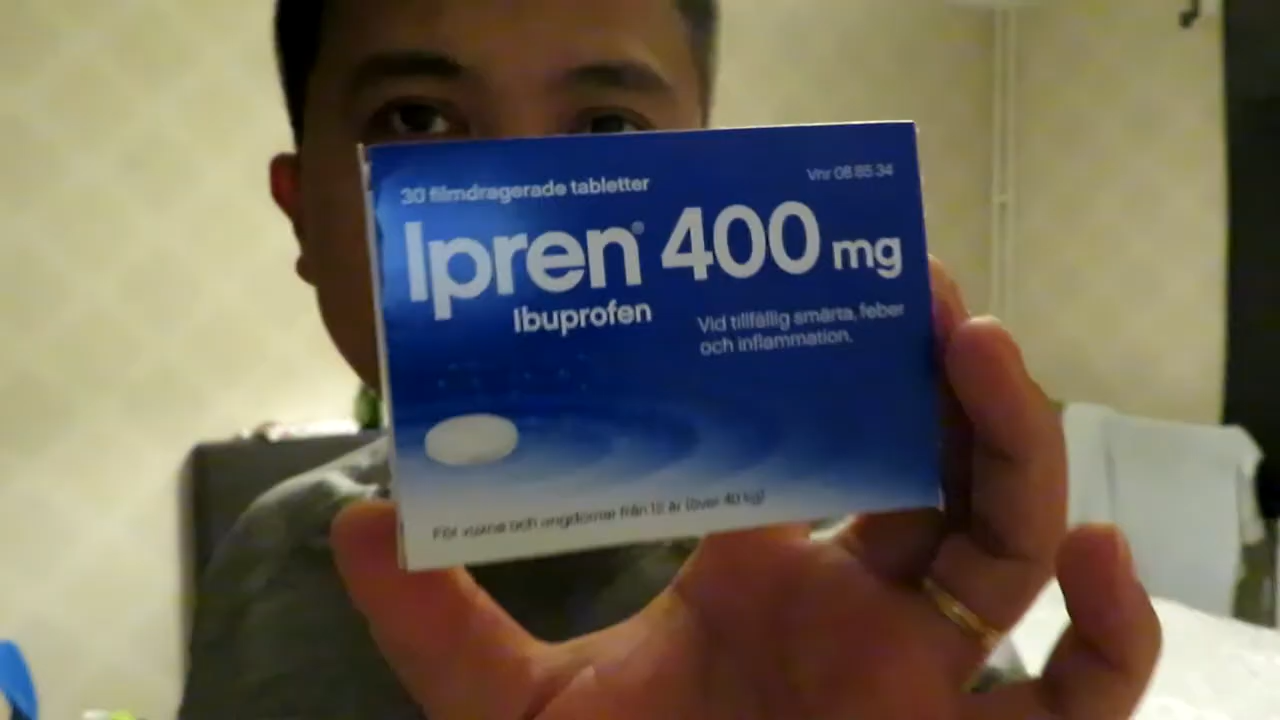 30 filmdragerade tabletter
Vnr 08 85 34
Ipren® 400 mg
Ibuprofen
Vid tillfällig smärta, feber
och inflammation.
För vuxna och ungdomar från 12 år (över 40 kg)